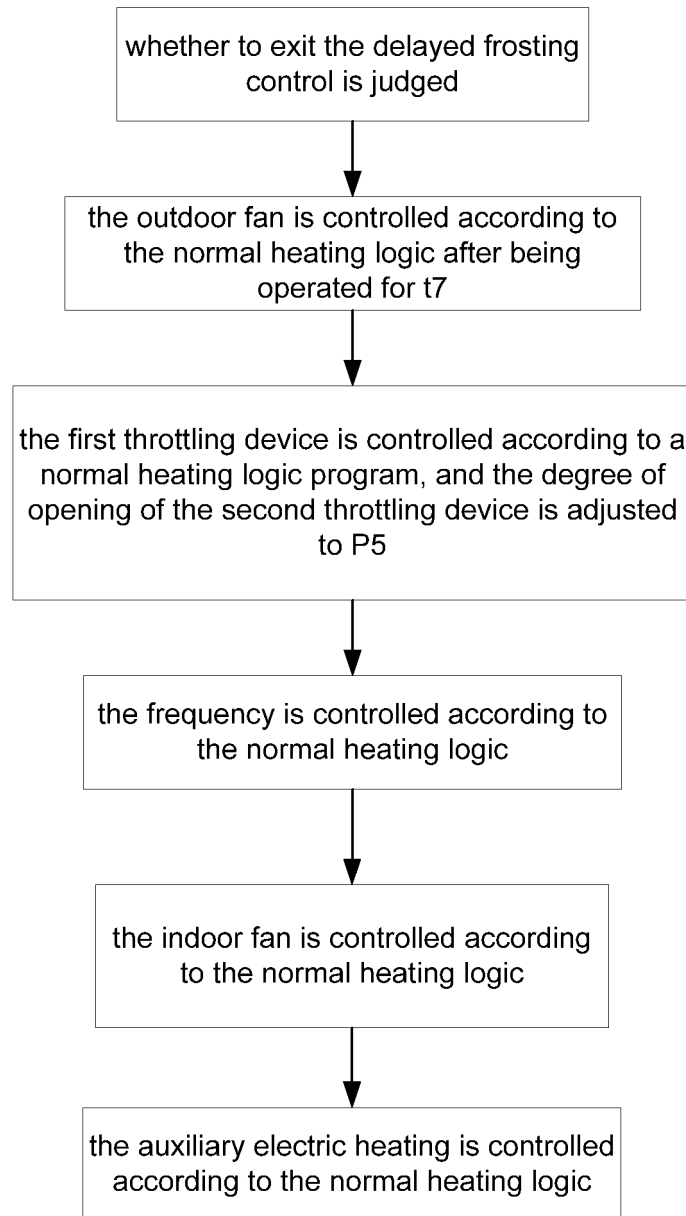 whether to exit the delayed frosting
control is judged
the outdoor fan is controlled according to
the normal heating logic after being
operated for t7
the first throttling device is controlled according to a
normal heating logic program, and the degree of
opening of the second throttling device is adjusted
to P5
the frequency is controlled according to
the normal heating logic
the indoor fan is controlled according
to the normal heating logic
the auxiliary electric heating is controlled
according to the normal heating logic